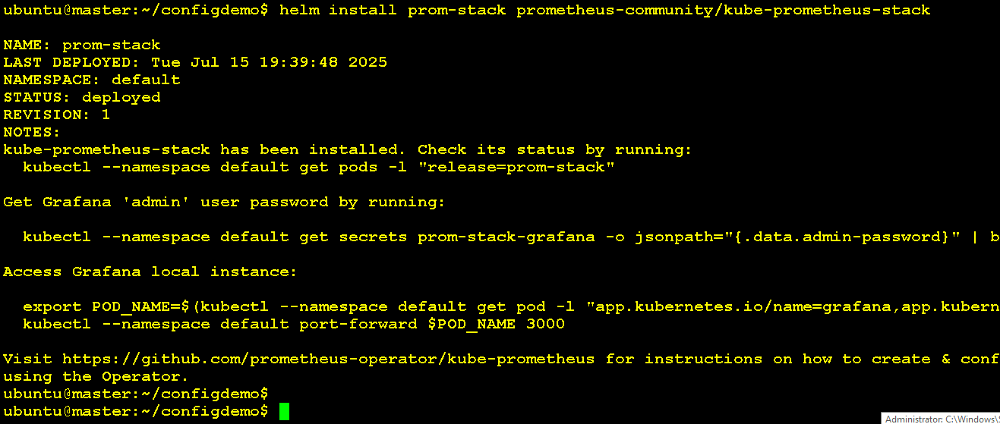 ubuntu@master:~/configdemo$ helm install prom-stack prometheus-community/kube-prometheus-stack
NAME: prom-stack
LAST DEPLOYED: Tue Jul 15 19:39:48 2025
NAMESPACE: default
STATUS: deployed
REVISION: 1
NOTES:
kube-prometheus-stack has been installed. Check its status by running:
  kubectl --namespace default get pods -l "release=prom-stack"
Get Grafana 'admin' user password by running:
  kubectl --namespace default get secrets prom-stack-grafana -o jsonpath="{.data.admin-password}" | b
Access Grafana local instance:
  export POD_NAME=$(kubectl --namespace default get pod -l "app.kubernetes.io/name=grafana,app.kubern
  kubectl --namespace default port-forward $POD_NAME 3000
Visit https://github.com/prometheus-operator/kube-prometheus for instructions on how to create & conf
using the Operator.
ubuntu@master:~/configdemo$
ubuntu@master:~/configdemo$
Administrator: C:\Windows\S